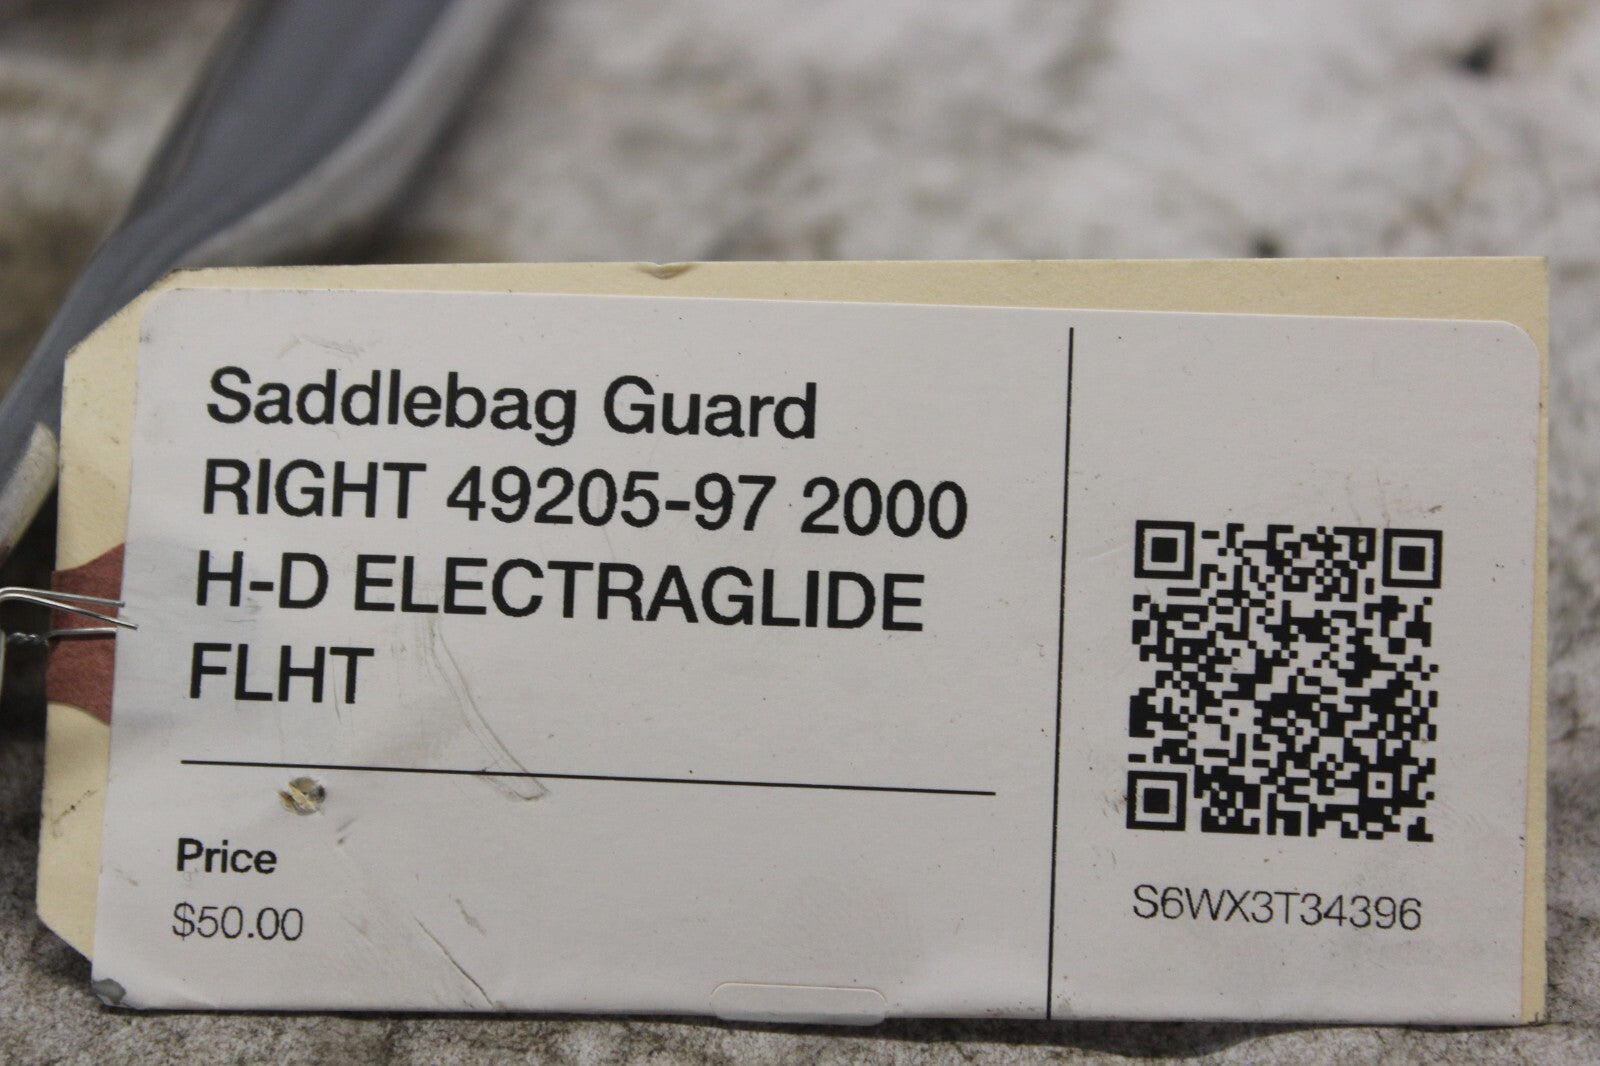 Saddlebag Guard
RIGHT 49205-97 2000
H-D ELECTRAGLIDE
FLHT
Price
$50.00
S6WX3T34396